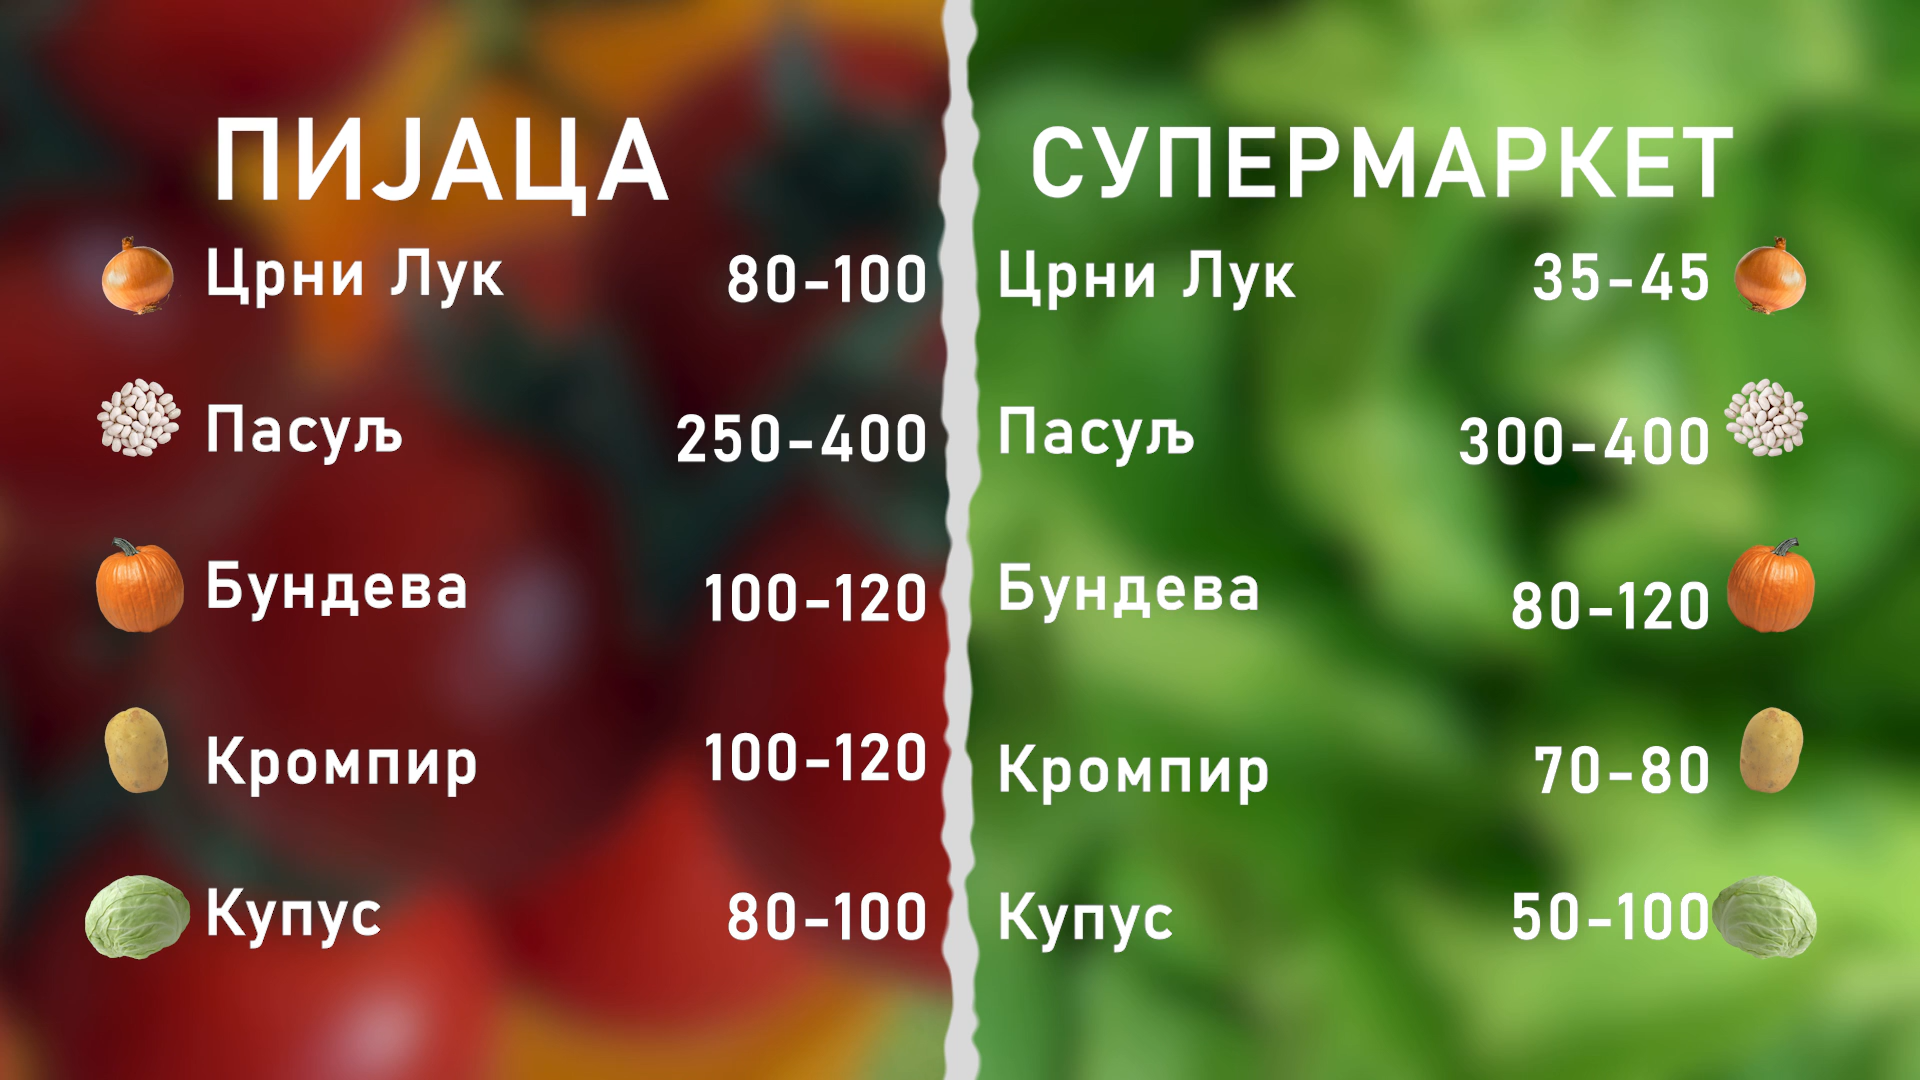 ПИЈАЦА
Црни Лук 80-100
Пасуљ 250-400
Бундева 100-120
Кромпир 100-120
Купус 80-100
СУПЕРМАРКЕТ
Црни Лук 35-45
Пасуљ 300-400
Бундева 80-120
Кромпир 70-80
Купус 50-100